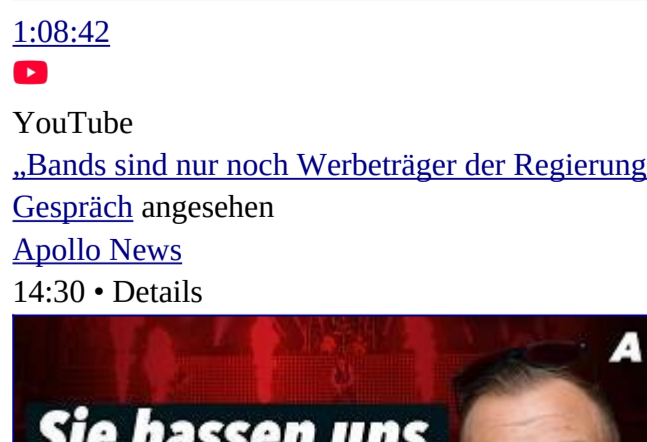 1:08:42
YouTube
„Bands sind nur noch Werbeträger der Regierung
Gespräch angesehen
Apollo News
14:30 • Details
A
Sie hassen uns